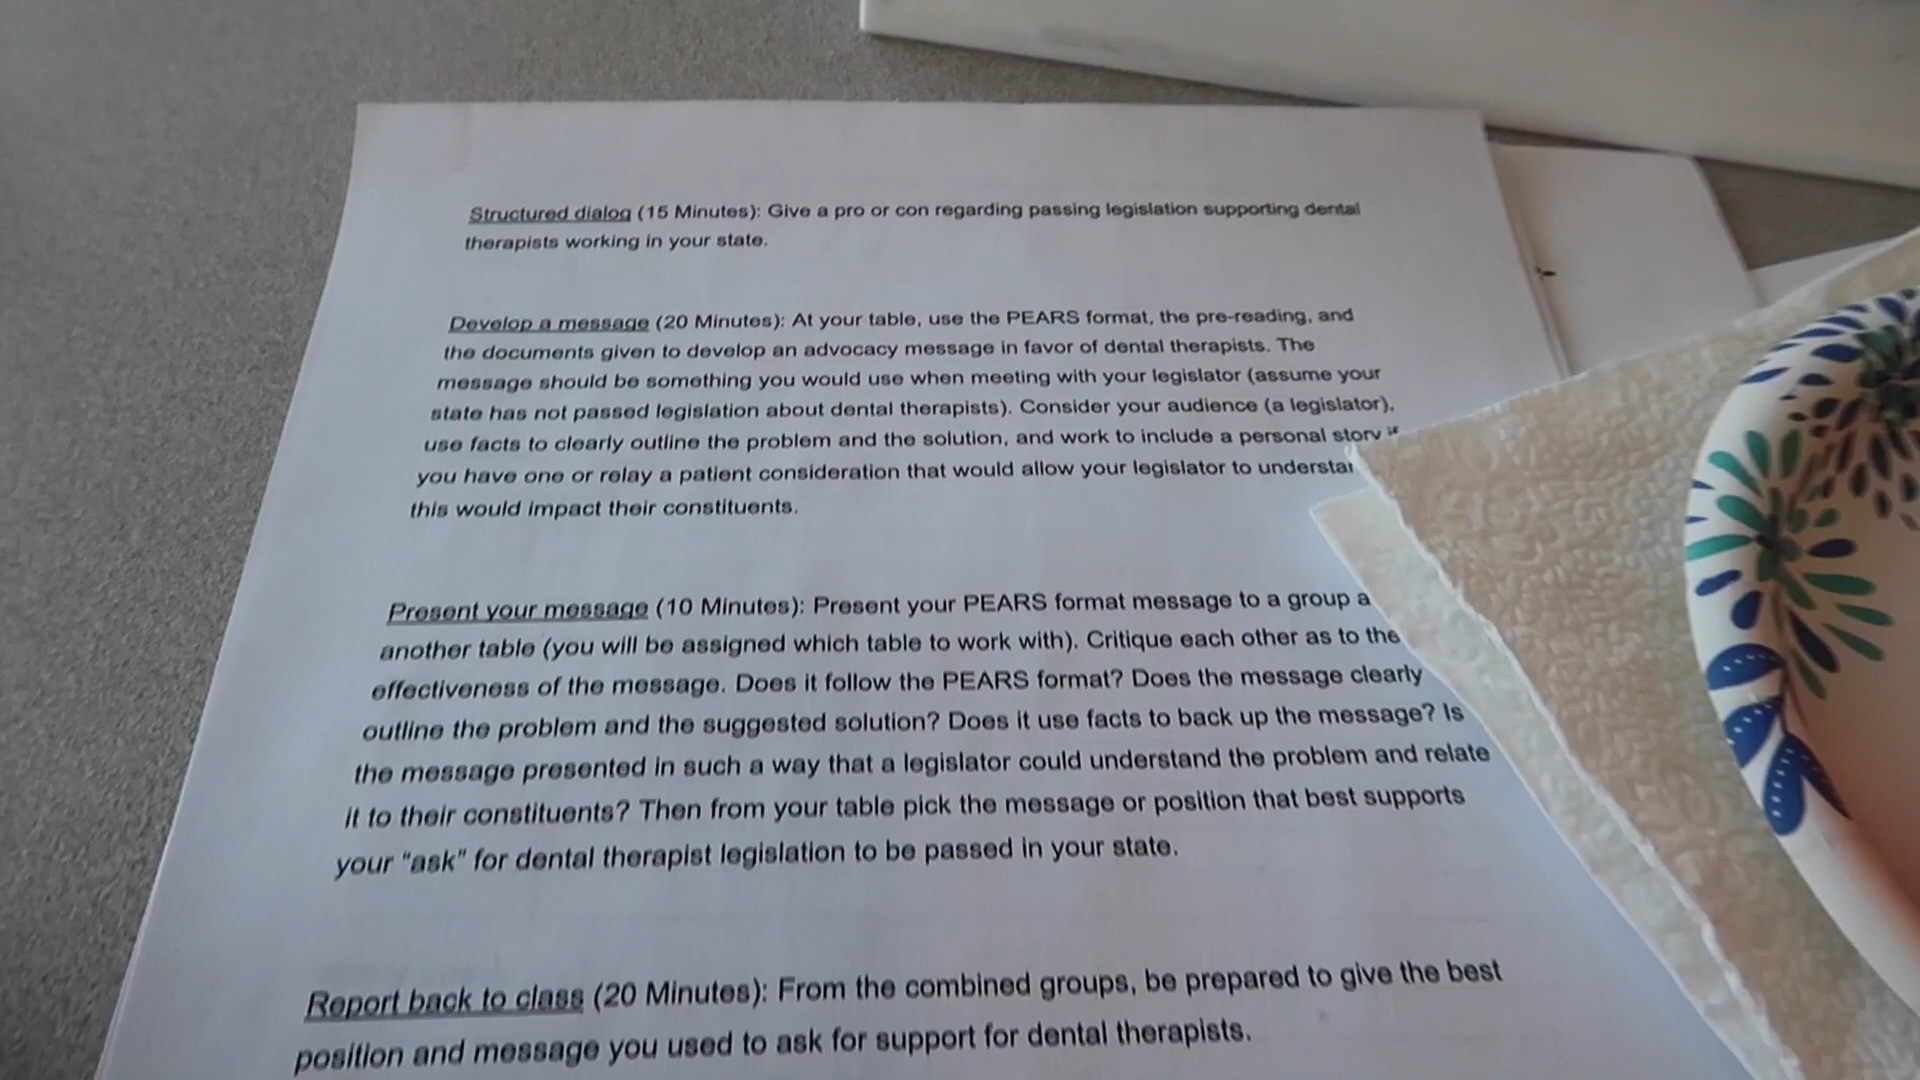 Structured dialog (15 Minutes): Give a pro or con regarding passing legislation supporting dental
therapists working in your state.
Develop a message (20 Minutes): At your table, use the PEARS format, the pre-reading, and
the documents given to develop an advocacy message in favor of dental therapists. The
message should be something you would use when meeting with your legislator (assume your
state has not passed legislation about dental therapists). Consider your audience (a legislator),
use facts to clearly outline the problem and the solution, and work to include a personal story if
you have one or relay a patient consideration that would allow your legislator to
this would impact their constituents.
Present your message (10 Minutes): Present your PEARS format message to a group
another table (you will be assigned which table to work with). Critique each other as to the
effectiveness of the message. Does it follow the PEARS format? Does the message clearly
outline the problem and the suggested solution? Does it use facts to back up the message? Is
the message presented in such a way that a legislator could understand the problem and relate
it to their constituents? Then from your table pick the message or position that best supports
your “ask” for dental therapist legislation to be passed in your state.
Report back to class (20 Minutes): From the combined groups, be prepared to give the best
position and message you used to ask for support for dental therapists.